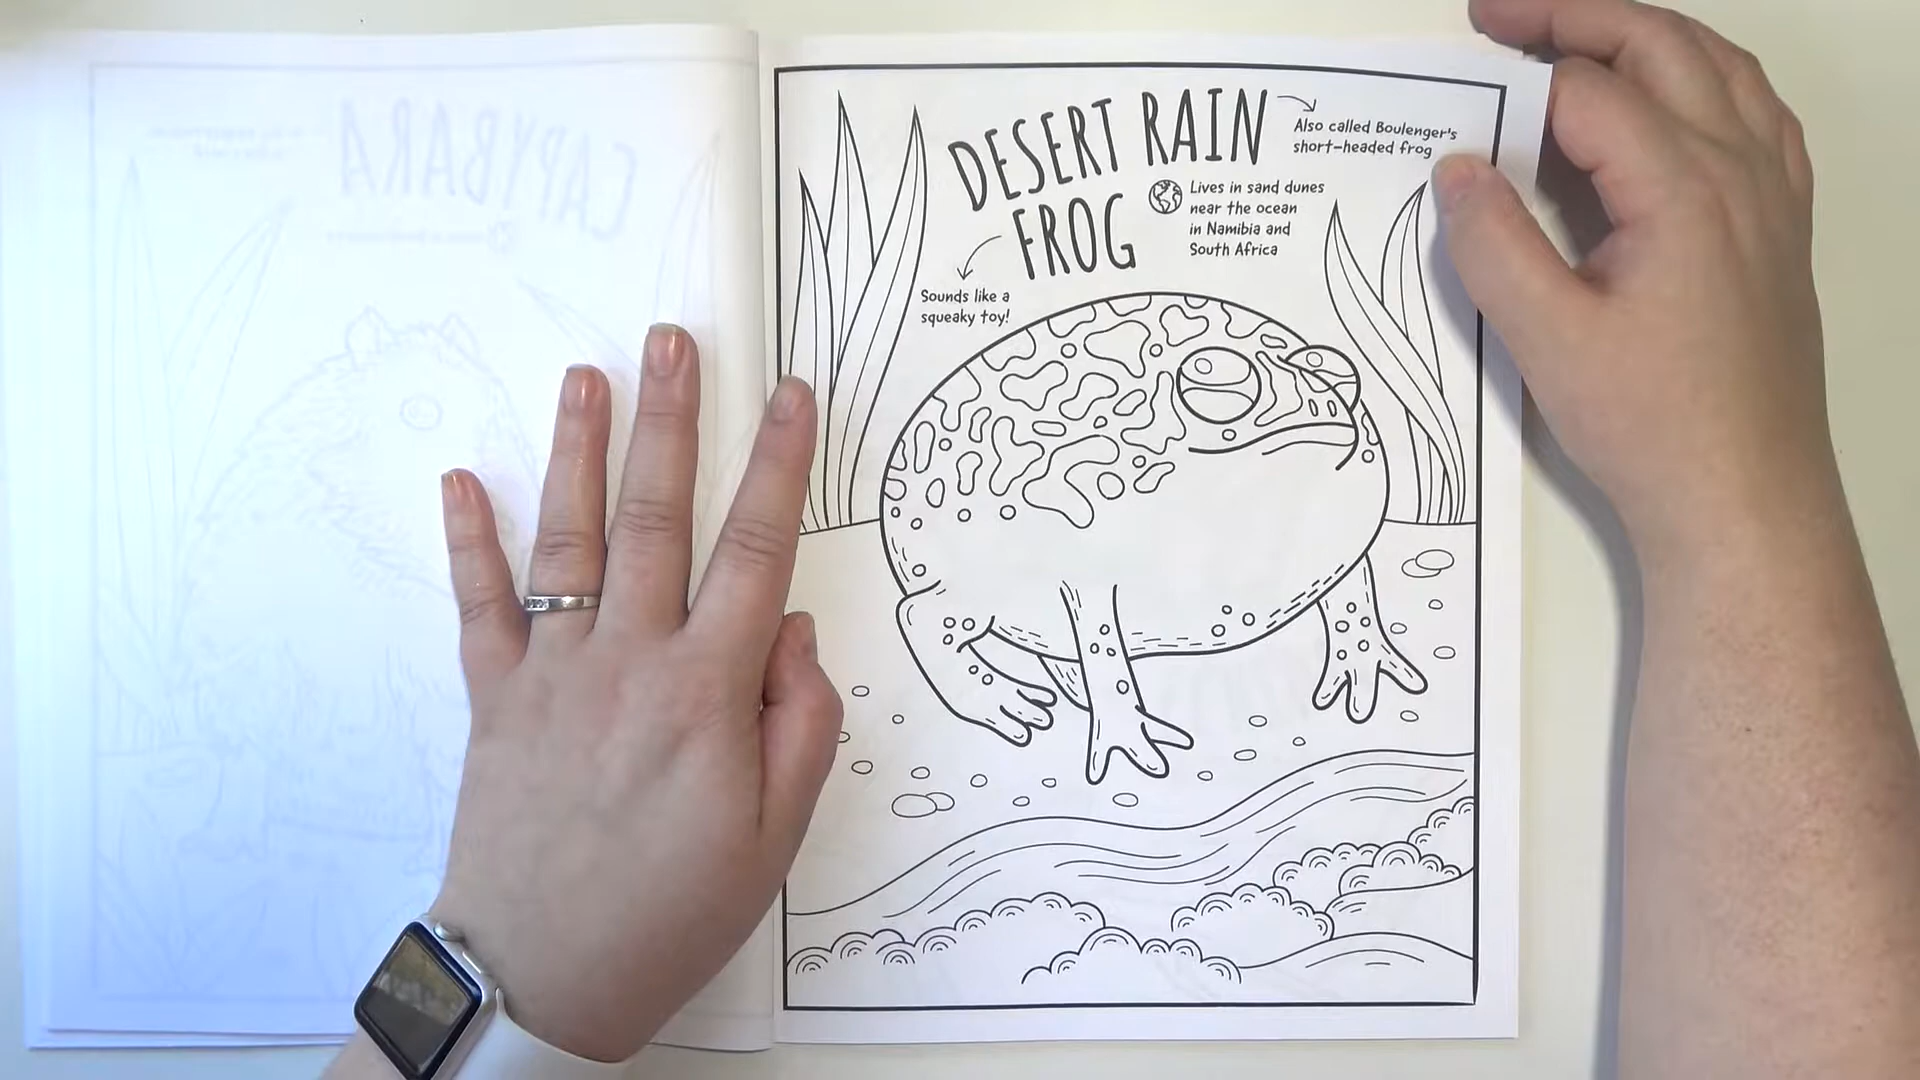 CAPYBARA
DESERT RAIN
FROG
Also called Boulenger's
short-headed frog
Lives in sand dunes
near the ocean
in Namibia and
South Africa
Sounds like a
squeaky toy!